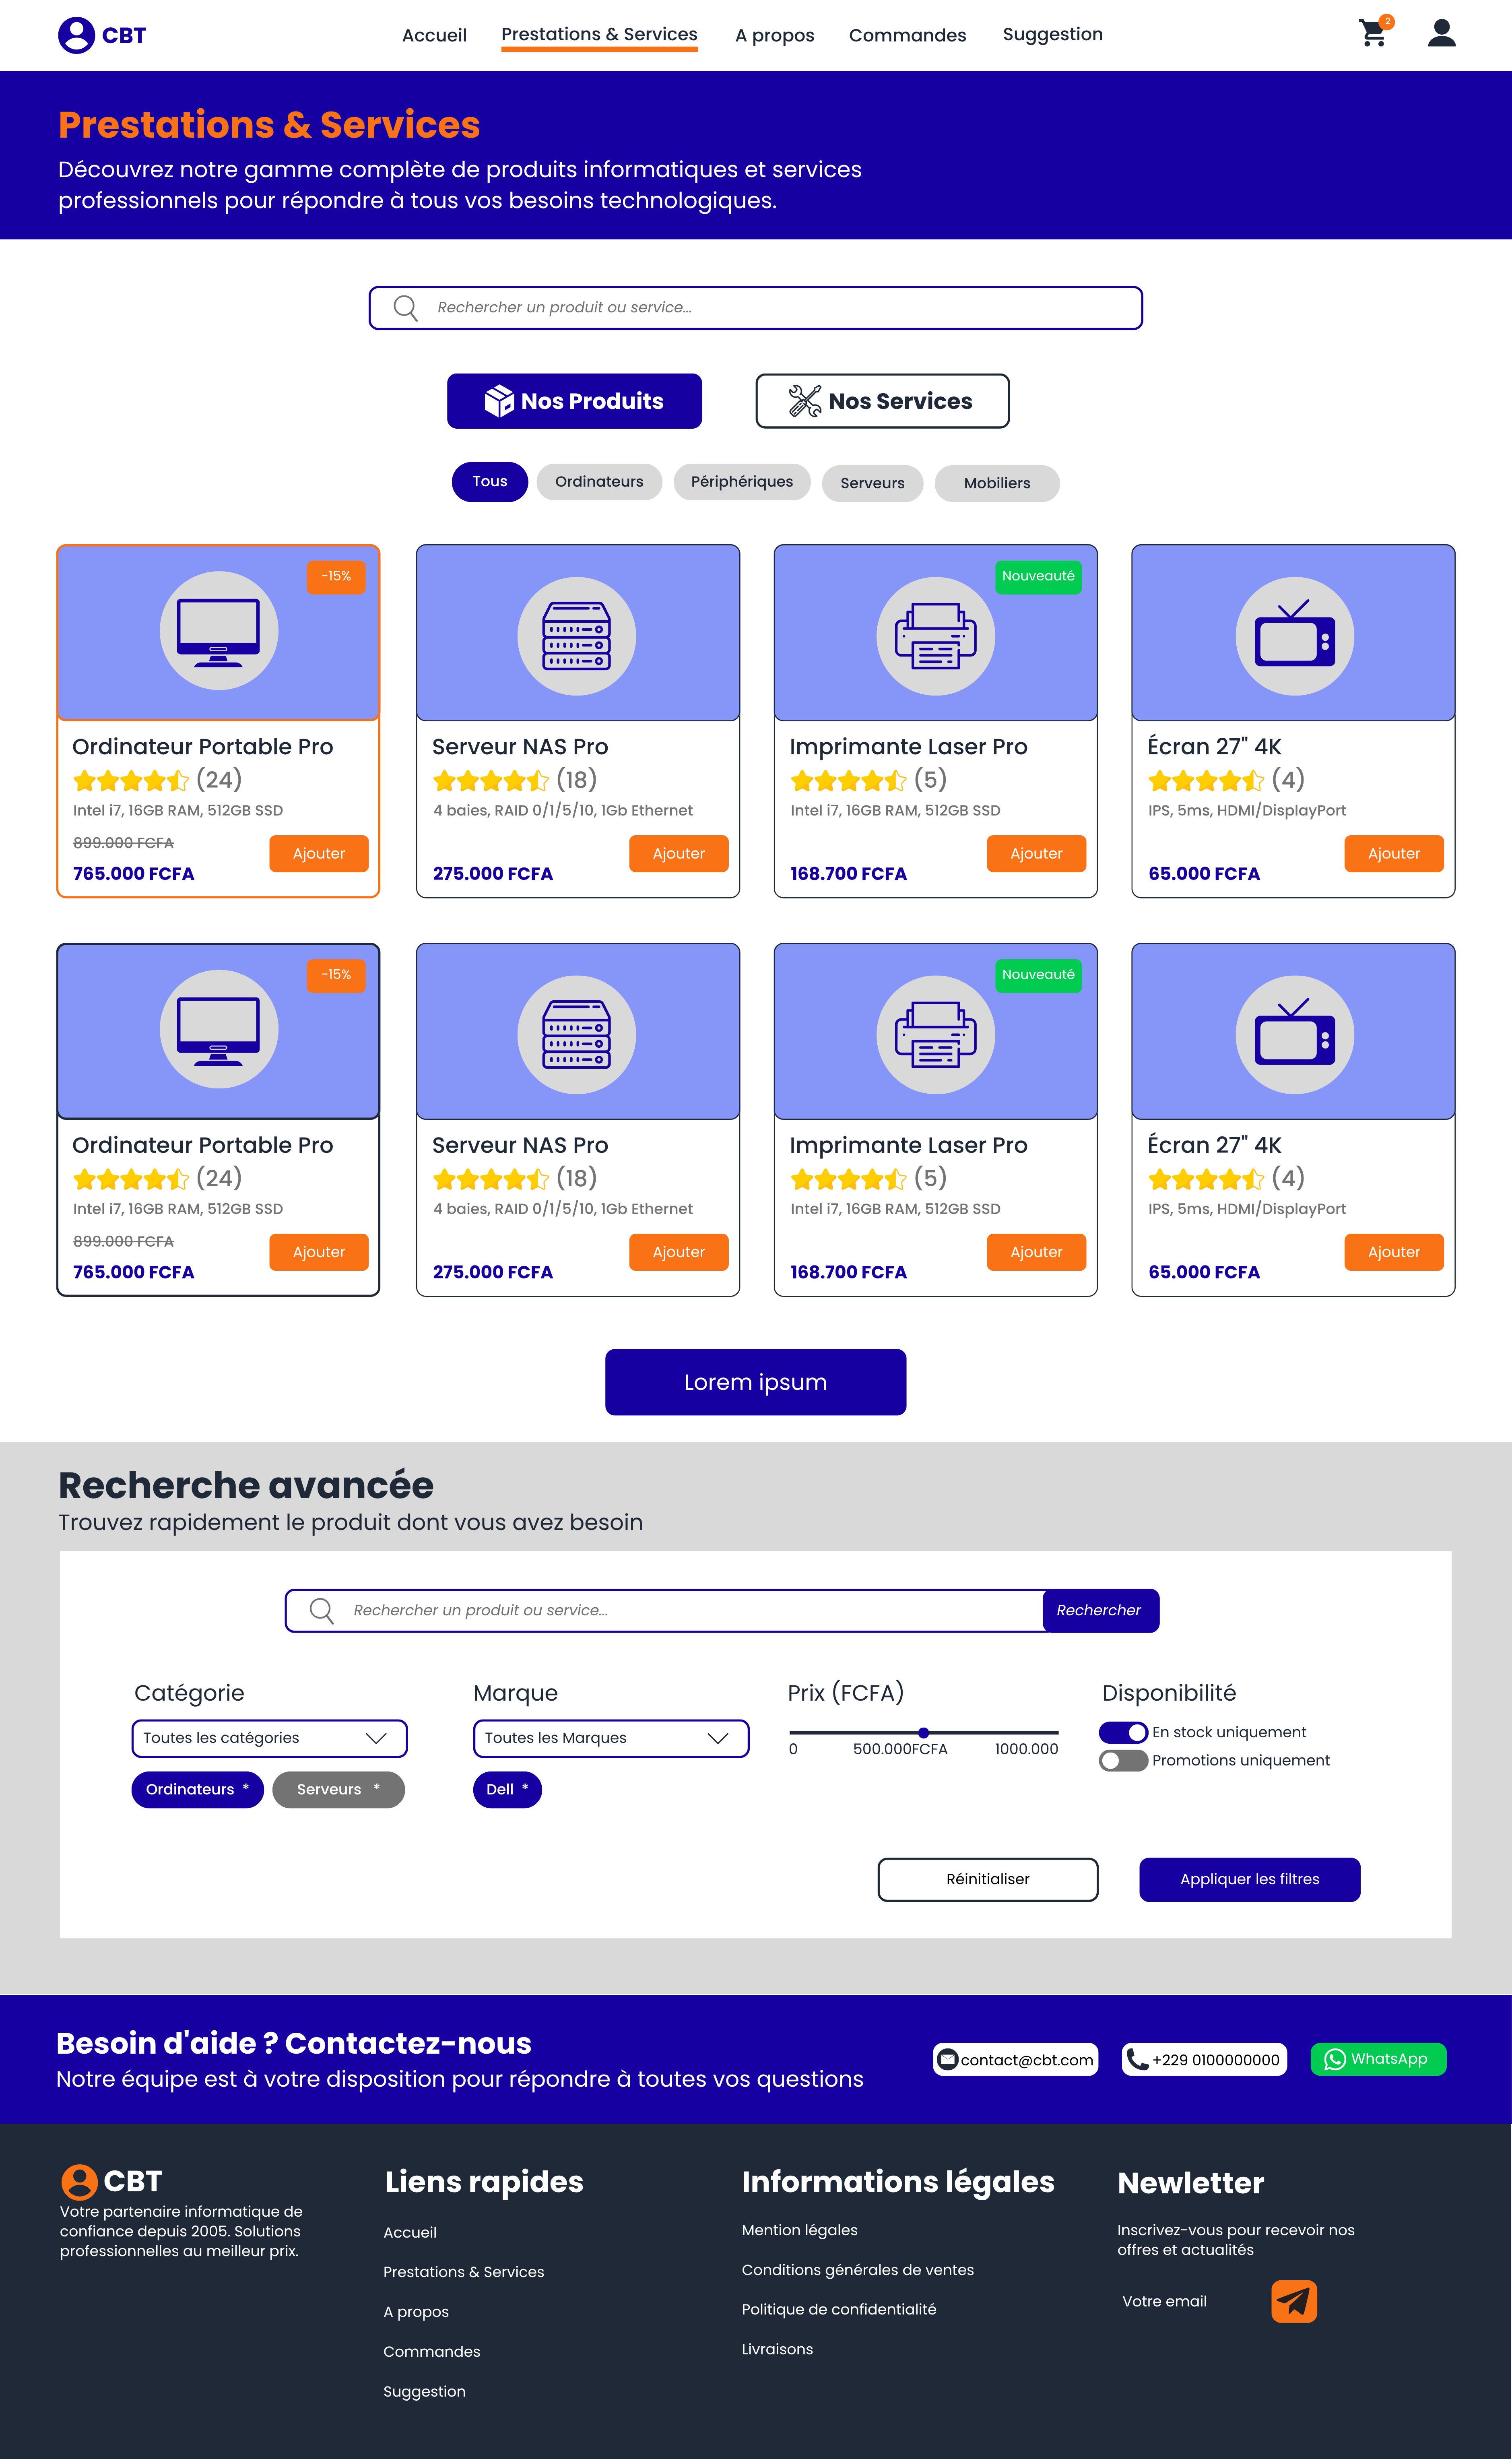 CBT
Accueil
Prestations & Services
A propos
Commandes
Suggestion
2
Prestations & Services
Découvrez notre gamme complète de produits informatiques et services
professionnels pour répondre à tous vos besoins technologiques.
Rechercher un produit ou service...
Nos Produits
Nos Services
Tous
Ordinateurs
Périphériques
Serveurs
Mobiliers
-15%
Ordinateur Portable Pro
(24)
Intel i7, 16GB RAM, 512GB SSD
899.000 FCFA
765.000 FCFA
Ajouter
Serveur NAS Pro
(18)
4 baies, RAID 0/1/5/10, 1Gb Ethernet
275.000 FCFA
Ajouter
Nouveauté
Imprimante Laser Pro
(5)
Intel i7, 16GB RAM, 512GB SSD
168.700 FCFA
Ajouter
Écran 27" 4K
(4)
IPS, 5ms, HDMI/DisplayPort
65.000 FCFA
Ajouter
-15%
Ordinateur Portable Pro
(24)
Intel i7, 16GB RAM, 512GB SSD
899.000 FCFA
765.000 FCFA
Ajouter
Serveur NAS Pro
(18)
4 baies, RAID 0/1/5/10, 1Gb Ethernet
275.000 FCFA
Ajouter
Nouveauté
Imprimante Laser Pro
(5)
Intel i7, 16GB RAM, 512GB SSD
168.700 FCFA
Ajouter
Écran 27" 4K
(4)
IPS, 5ms, HDMI/DisplayPort
65.000 FCFA
Ajouter
Lorem ipsum
Recherche avancée
Trouvez rapidement le produit dont vous avez besoin
Rechercher un produit ou service...
Rechercher
Catégorie
Toutes les catégories
Ordinateurs *
Serveurs *
Marque
Toutes les Marques
Dell *
Prix (FCFA)
0
500.000FCFA
1000.000
Disponibilité
En stock uniquement
Promotions uniquement
Réinitialiser
Appliquer les filtres
Besoin d'aide ? Contactez-nous
Notre équipe est à votre disposition pour répondre à toutes vos questions
contact@cbt.com
+229 0100000000
WhatsApp
CBT
Votre partenaire informatique de
confiance depuis 2005. Solutions
professionnelles au meilleur prix.
Liens rapides
Accueil
Prestations & Services
A propos
Commandes
Suggestion
Informations légales
Mention légales
Conditions générales de ventes
Politique de confidentialité
Livraisons
Newletter
Inscrivez-vous pour recevoir nos
offres et actualités
Votre email